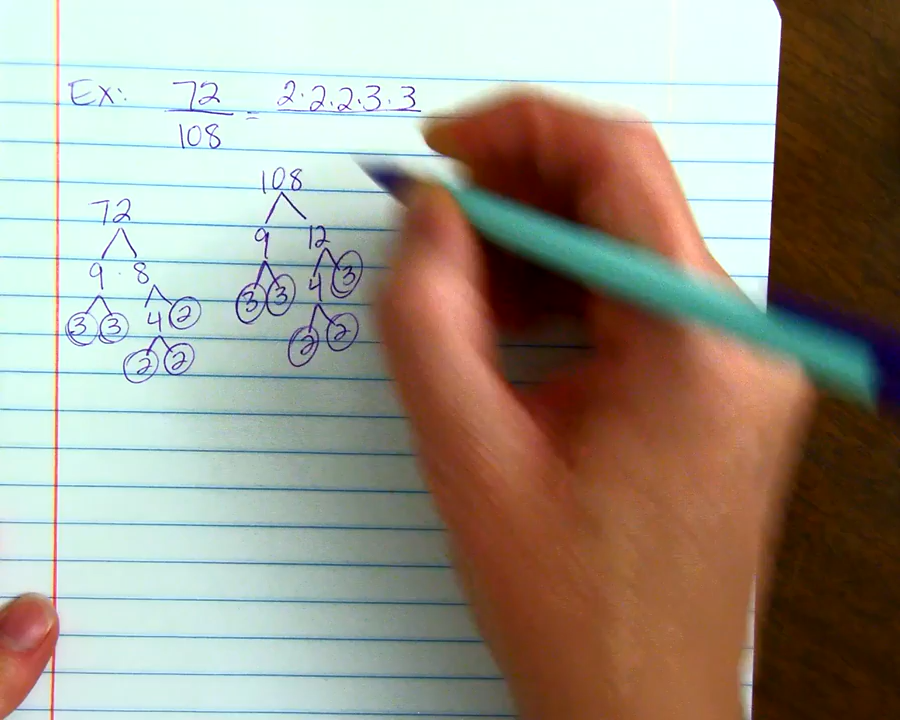 Ex: 72/108 = 2·2·2·3·3
108
72
9 12
9 · 8
3 3 4 3
3 3 4 2
2 2
2 2